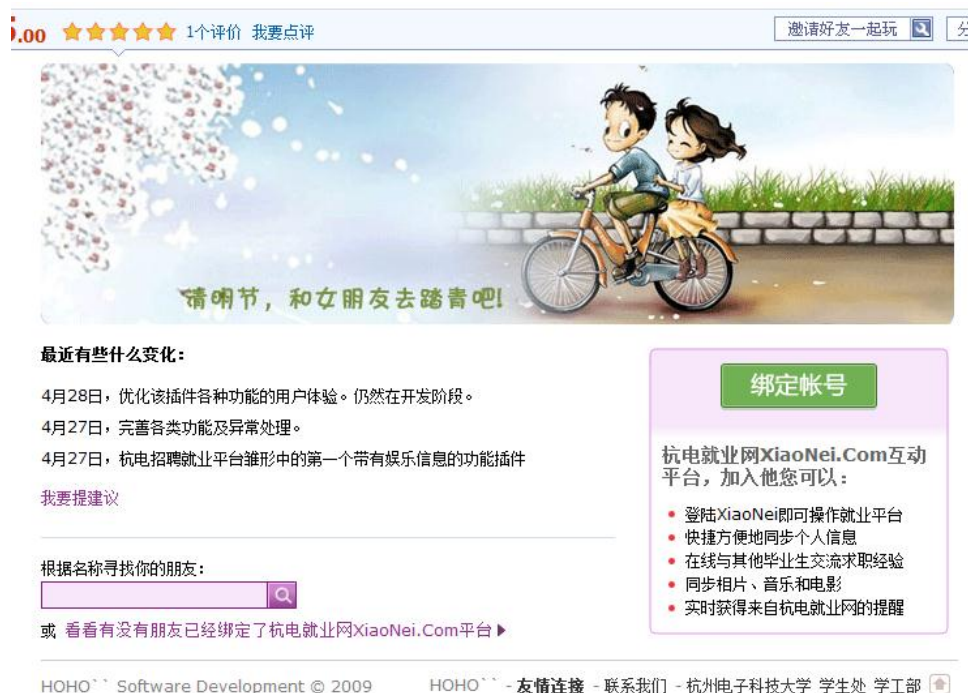 5.00 1个评价 我要点评 邀请好友一起玩
请明节，和女朋友去踏青吧!
最近有些什么变化：
4月28日，优化该插件各种功能的用户体验。仍然在开发阶段。
4月27日，完善各类功能及异常处理。
4月27日，杭电招聘就业平台雏形中的第一个带有娱乐信息的功能插件
我要提建议
根据名称寻找你的朋友：
或 看看有没有朋友已经绑定了杭电就业网XiaoNei.Com平台
绑定帐号
杭电就业网XiaoNei.Com互动
平台，加入他您可以：
登陆XiaoNei即可操作就业平台
快捷方便地同步个人信息
在线与其他毕业生交流求职经验
同步相片、音乐和电影
实时获得来自杭电就业网的提醒
HOHO`` Software Development © 2009 HOHO`` - 友情连接 - 联系我们 - 杭州电子科技大学 学生处 学工部